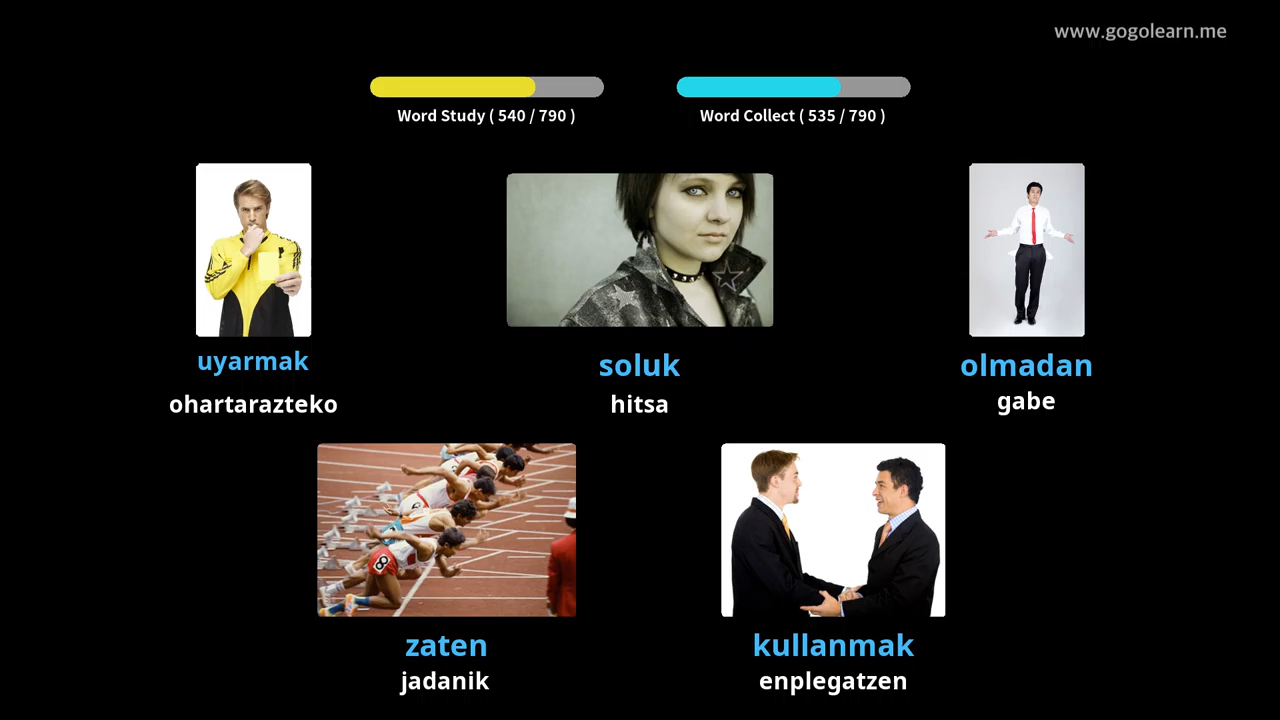 www.gogolearn.me
Word Study ( 540 / 790 )
Word Collect ( 535 / 790 )
uyarmak
ohartarazteko
soluk
hitsa
olmadan
gabe
zaten
jadanik
kullanmak
enplegatzen